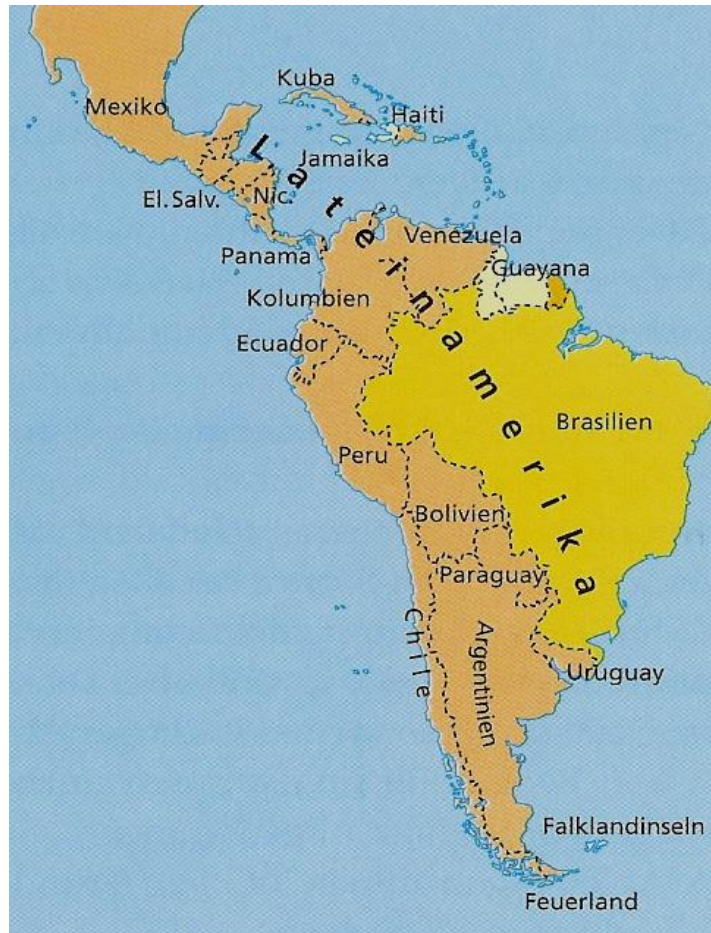 Kuba
Mexiko
Haiti
Jamaika
Lateinamerika
El.Salv.
Nic.
Venezuela
Panama
Guayana
Kolumbien
Ecuador
Brasilien
Peru
Bolivien
Paraguay
Chile
Argentinien
Uruguay
Falklandinseln
Feuerland